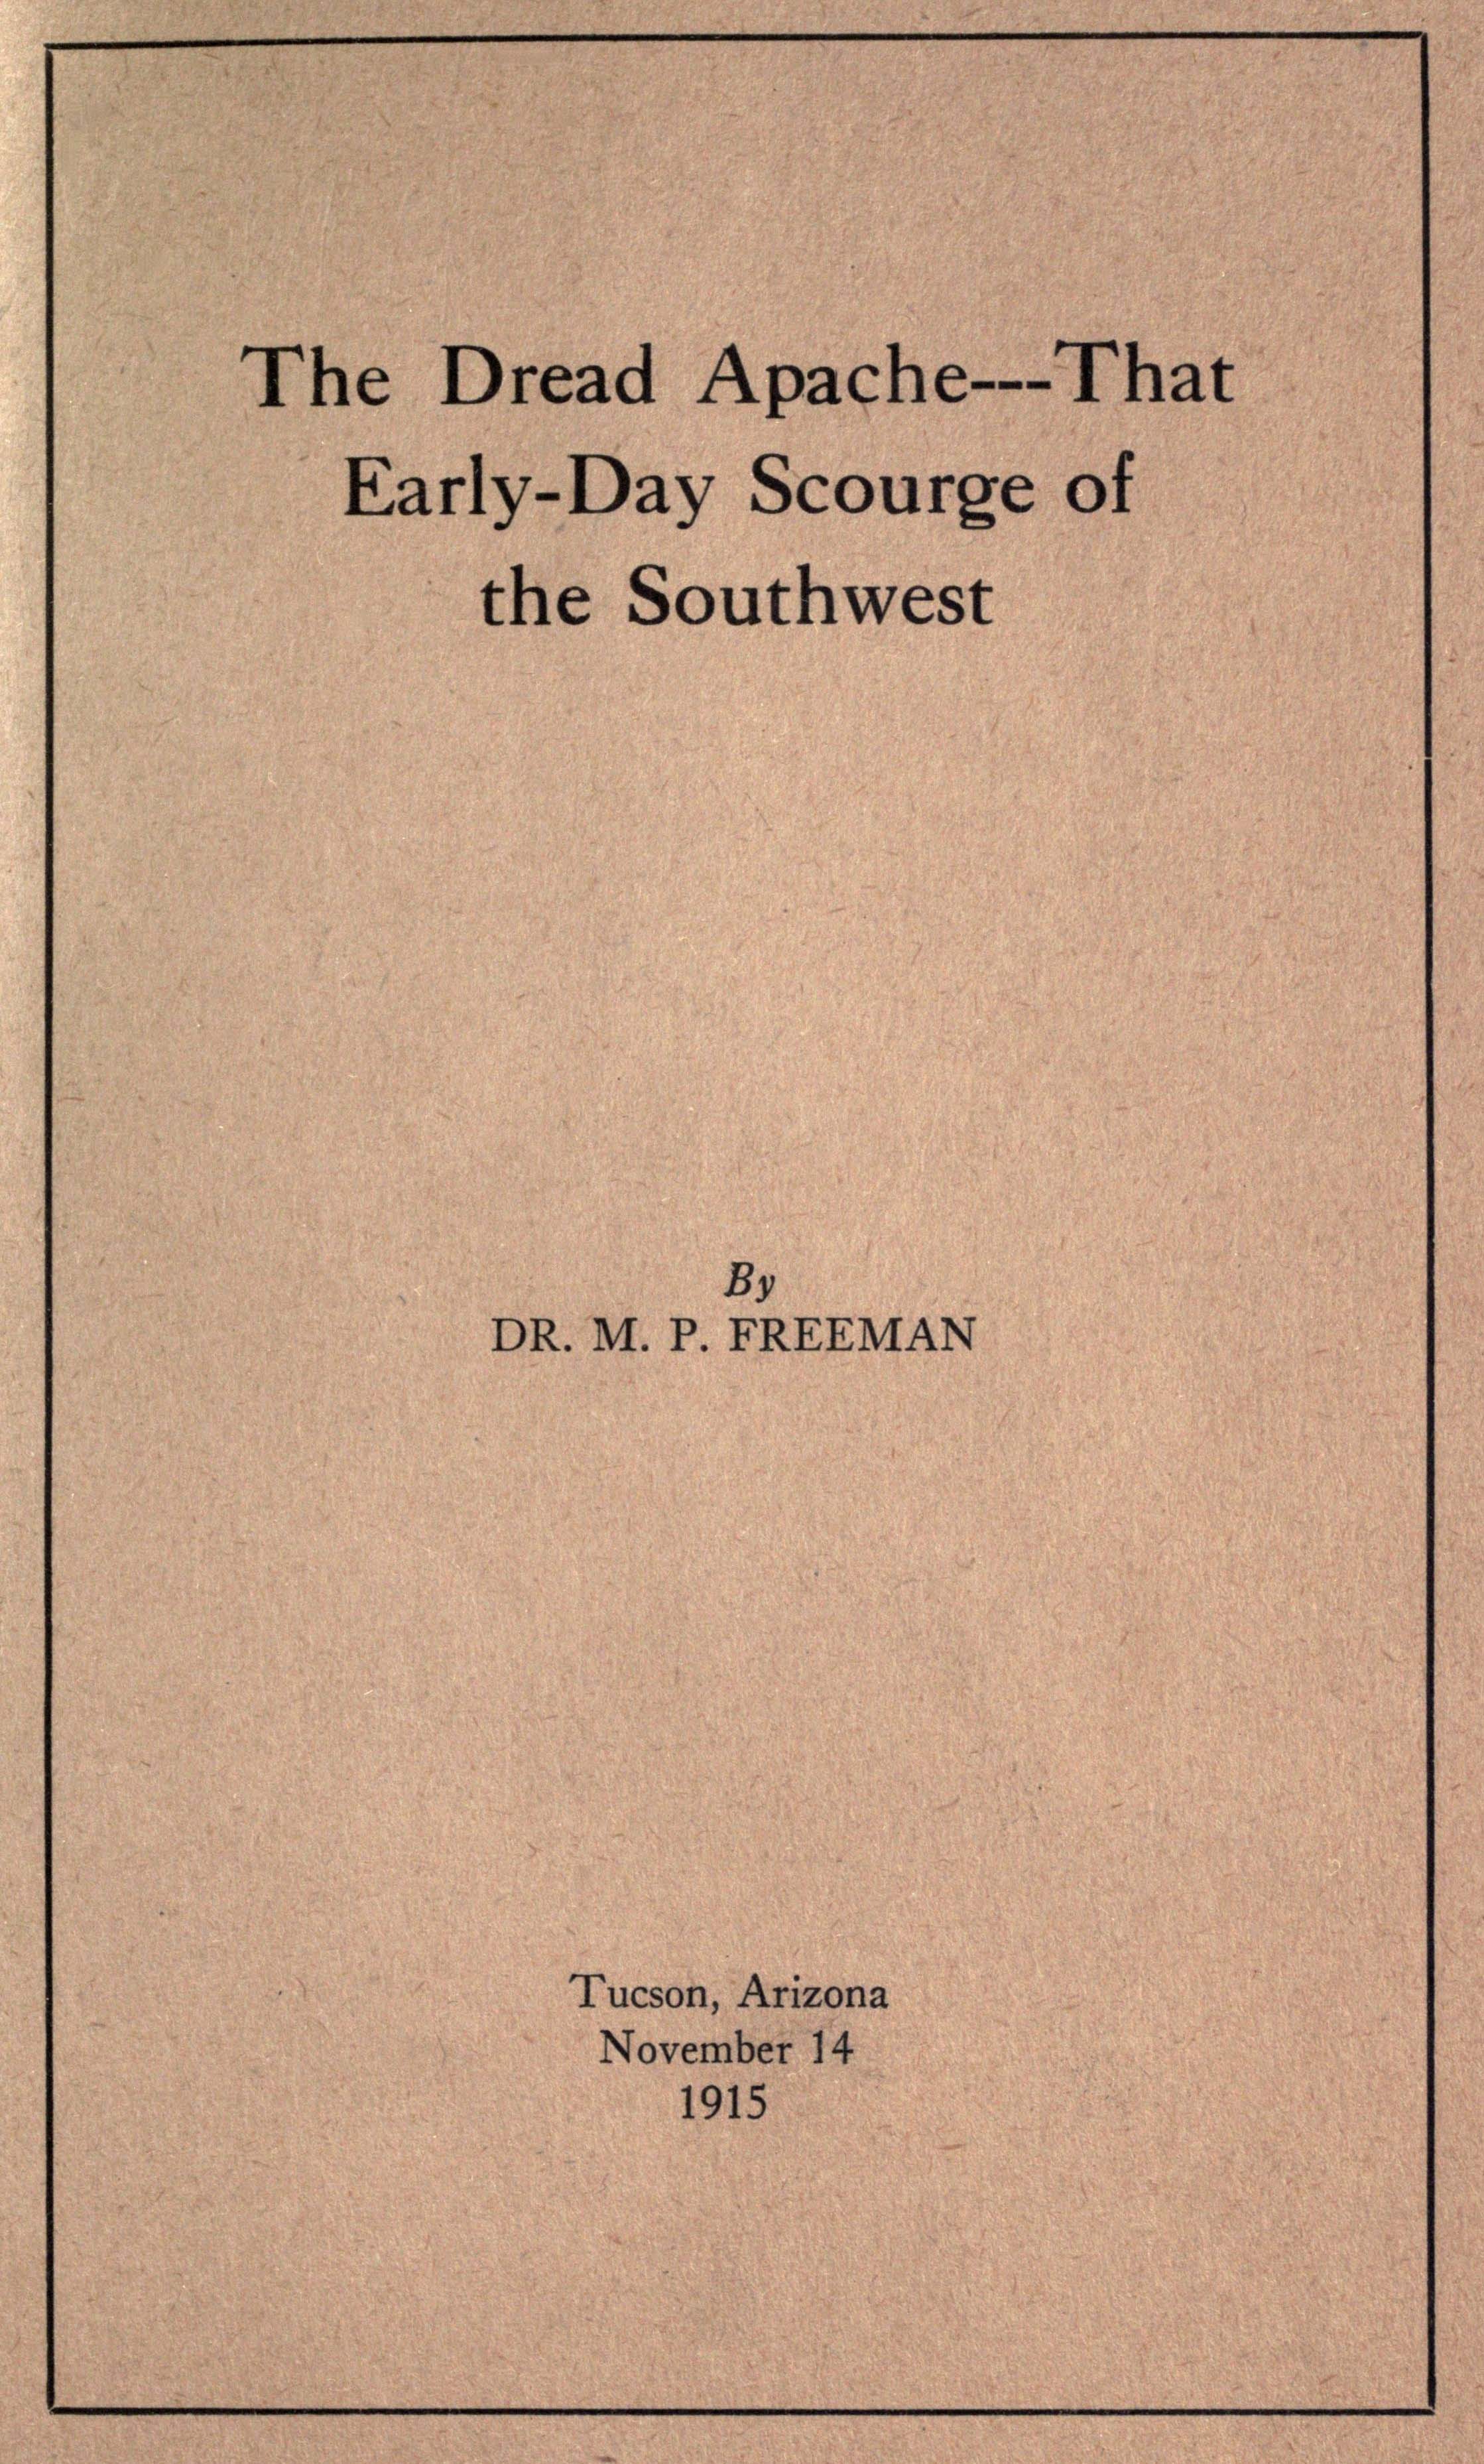 The Dread Apache---That
Early-Day Scourge of
the Southwest
By
DR. M. P. FREEMAN
Tucson, Arizona
November 14
1915